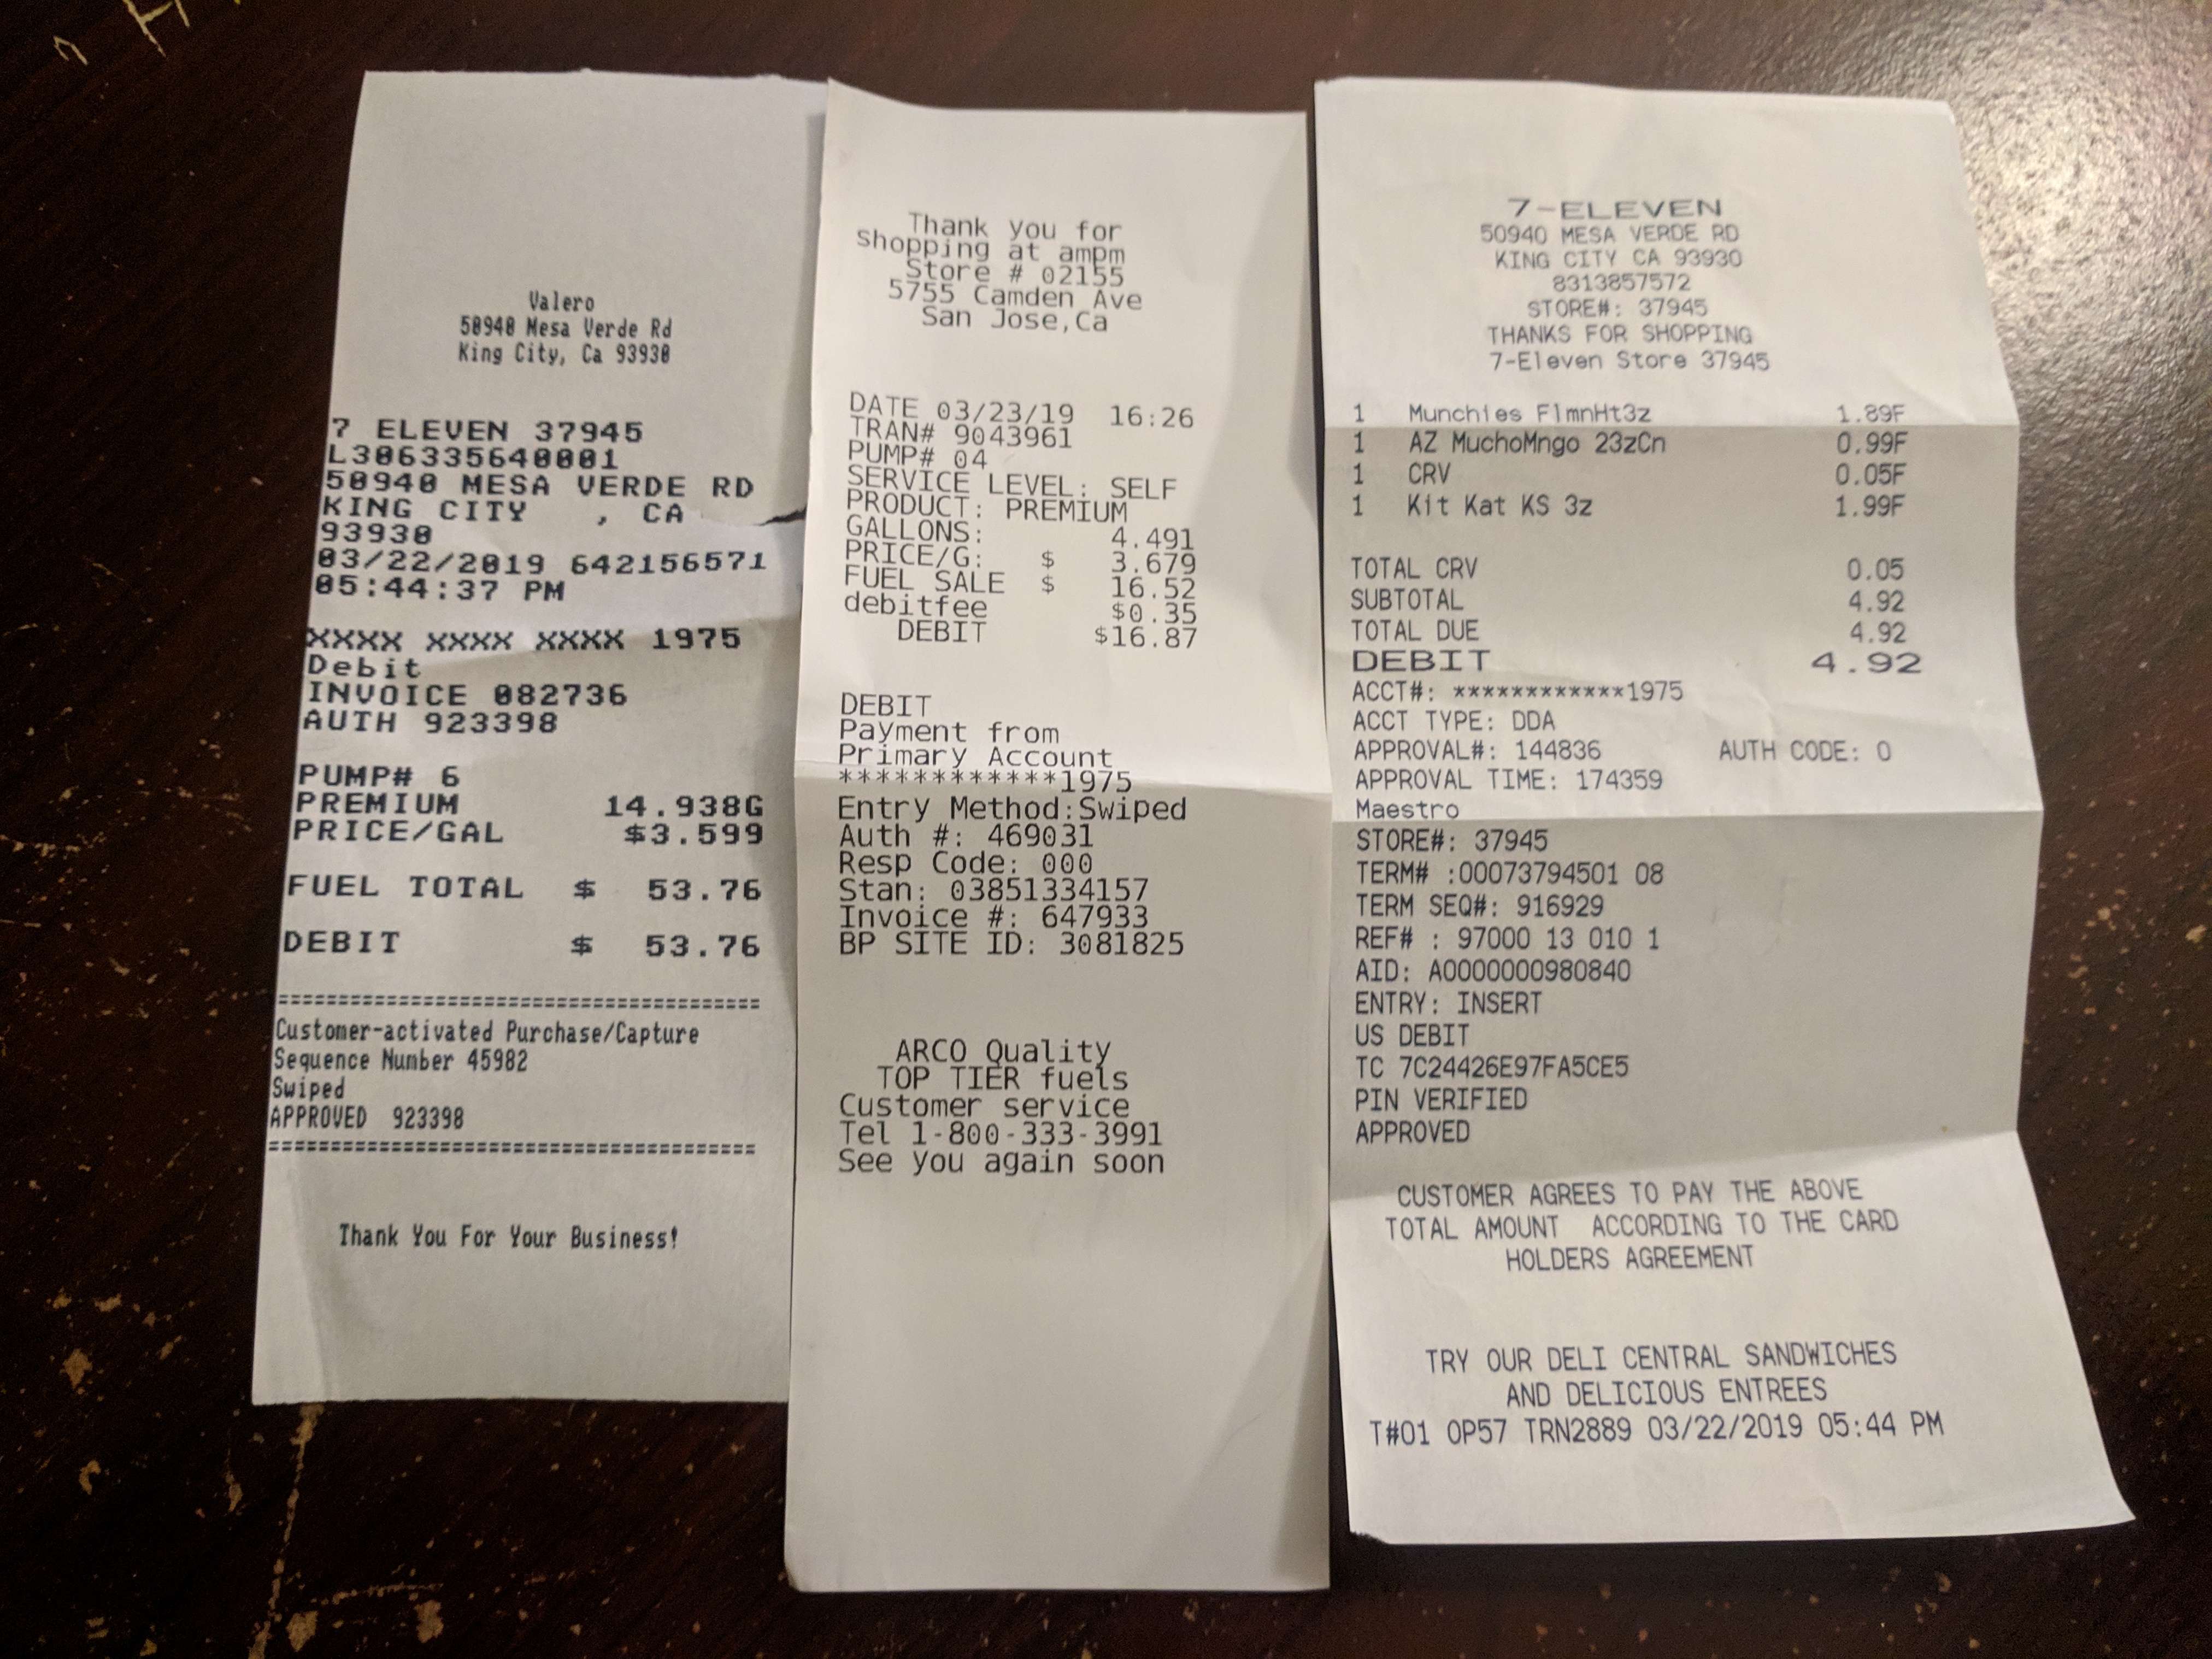 Valero
50940 Mesa Verde Rd
King City, Ca 93930
7 ELEVEN 37945
L306335640001
50940 MESA VERDE RD
KING CITY , CA
93930
03/22/2019 642156571
05:44:37 PM
XXXX XXXX XXXX 1975
Debit
INVOICE 082736
AUTH 923398
PUMP# 6
PREMIUM 14.938G
PRICE/GAL $3.599
FUEL TOTAL $ 53.76
DEBIT $ 53.76
========================================
Customer-activated Purchase/Capture
Sequence Number 45982
Swiped
APPROVED 923398
========================================
Thank You For Your Business!
Thank you for
shopping at ampm
Store # 02155
5755 Camden Ave
San Jose,Ca
DATE 03/23/19 16:26
TRAN# 9043961
PUMP# 04
SERVICE LEVEL: SELF
PRODUCT: PREMIUM
GALLONS: 4.491
PRICE/G: $ 3.679
FUEL SALE $ 16.52
debitfee $0.35
DEBIT $16.87
DEBIT
Payment from
Primary Account
************1975
Entry Method:Swiped
Auth #: 469031
Resp Code: 000
Stan: 03851334157
Invoice #: 647933
BP SITE ID: 3081825
ARCO Quality
TOP TIER fuels
Customer service
Tel 1-800-333-3991
See you again soon
7-ELEVEN
50940 MESA VERDE RD
KING CITY CA 93930
8313857572
STORE#: 37945
THANKS FOR SHOPPING
7-Eleven Store 37945
1 Munchies FlmnHt3z 1.89F
1 AZ MuchoMngo 23zCn 0.99F
1 CRV 0.05F
1 Kit Kat KS 3z 1.99F
TOTAL CRV 0.05
SUBTOTAL 4.92
TOTAL DUE 4.92
DEBIT 4.92
ACCT#: ************1975
ACCT TYPE: DDA
APPROVAL#: 144836 AUTH CODE: 0
APPROVAL TIME: 174359
Maestro
STORE#: 37945
TERM# :00073794501 08
TERM SEQ#: 916929
REF# : 97000 13 010 1
AID: A0000000980840
ENTRY: INSERT
US DEBIT
TC 7C24426E97FA5CE5
PIN VERIFIED
APPROVED
CUSTOMER AGREES TO PAY THE ABOVE
TOTAL AMOUNT ACCORDING TO THE CARD
HOLDERS AGREEMENT
TRY OUR DELI CENTRAL SANDWICHES
AND DELICIOUS ENTREES
T#01 OP57 TRN2889 03/22/2019 05:44 PM